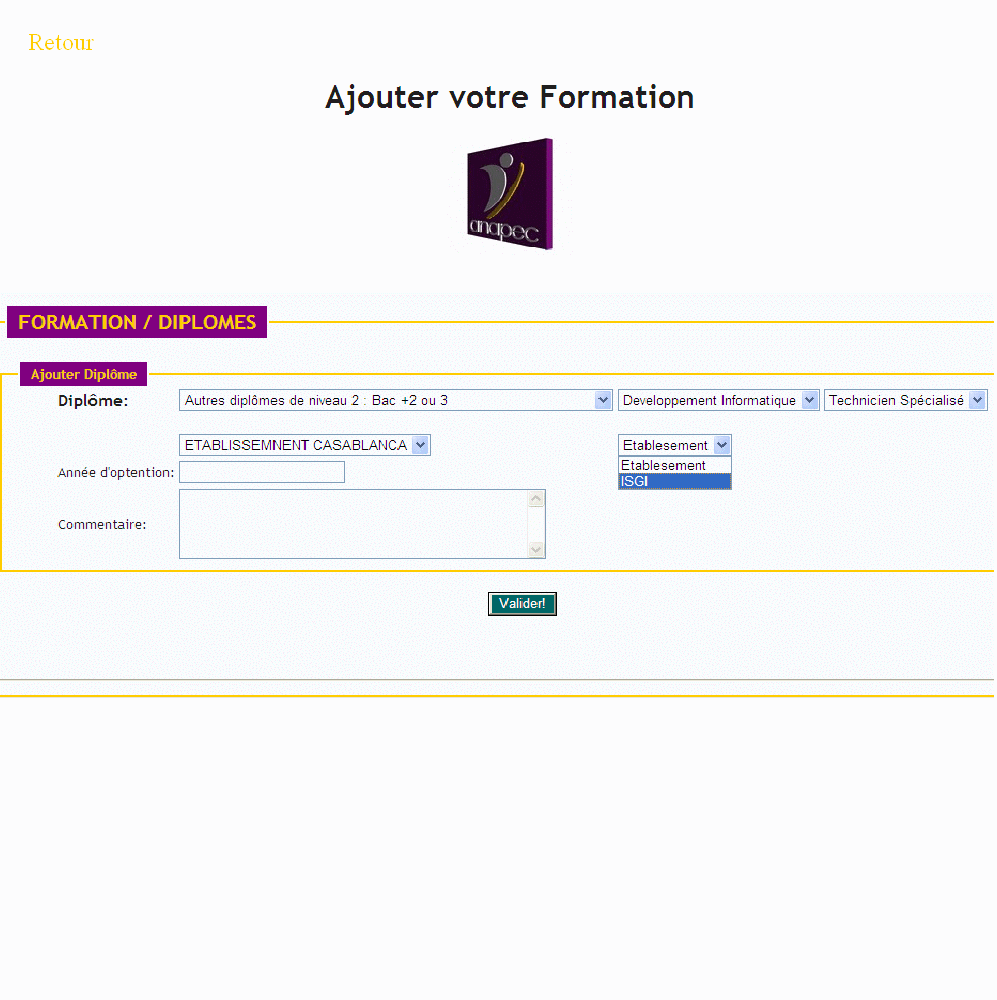 Retour
Ajouter votre Formation
anapec
FORMATION / DIPLOMES
Ajouter Diplôme
Diplôme: Autres diplômes de niveau 2 : Bac +2 ou 3 Developpement Informatique Technicien Spécialisé
ETABLISSEMNENT CASABLANCA Etablesement
Etablesement
Année d'optention: ISGI
Commentaire:
Valider!